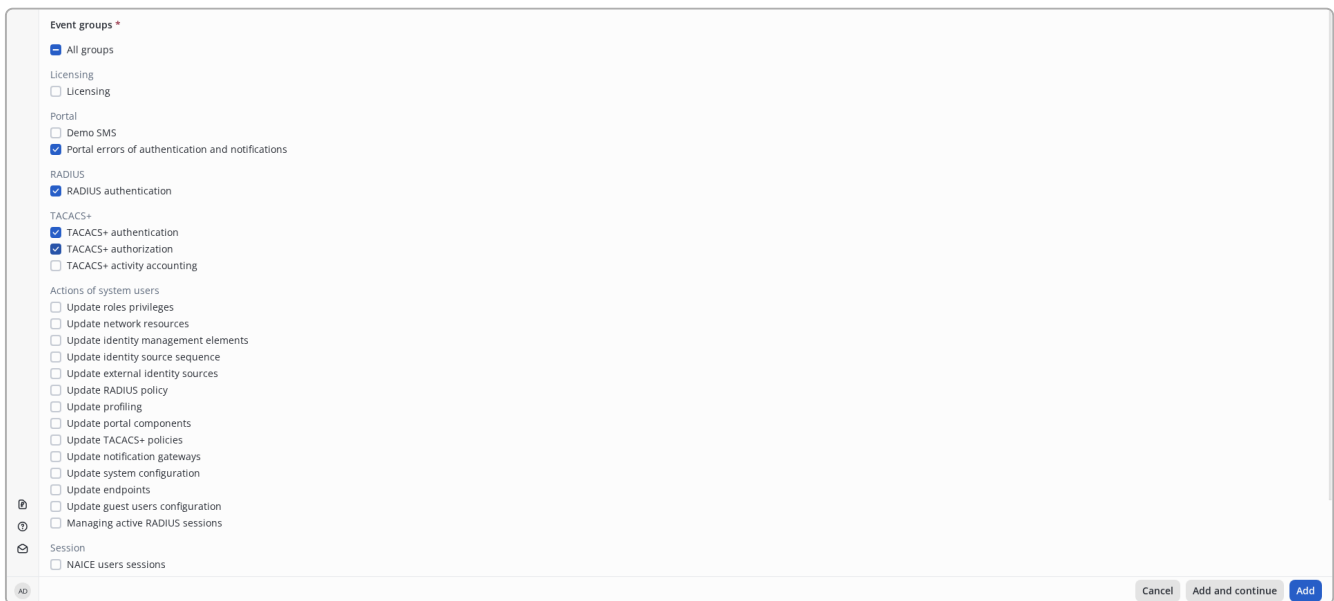 Event groups *
All groups
Licensing
Licensing
Portal
Demo SMS
Portal errors of authentication and notifications
RADIUS
RADIUS authentication
TACACS+
TACACS+ authentication
TACACS+ authorization
TACACS+ activity accounting
Actions of system users
Update roles privileges
Update network resources
Update identity management elements
Update identity source sequence
Update external identity sources
Update RADIUS policy
Update profiling
Update portal components
Update TACACS+ policies
Update notification gateways
Update system configuration
Update endpoints
Update guest users configuration
Managing active RADIUS sessions
Session
NAICE users sessions
AD
Cancel Add and continue Add